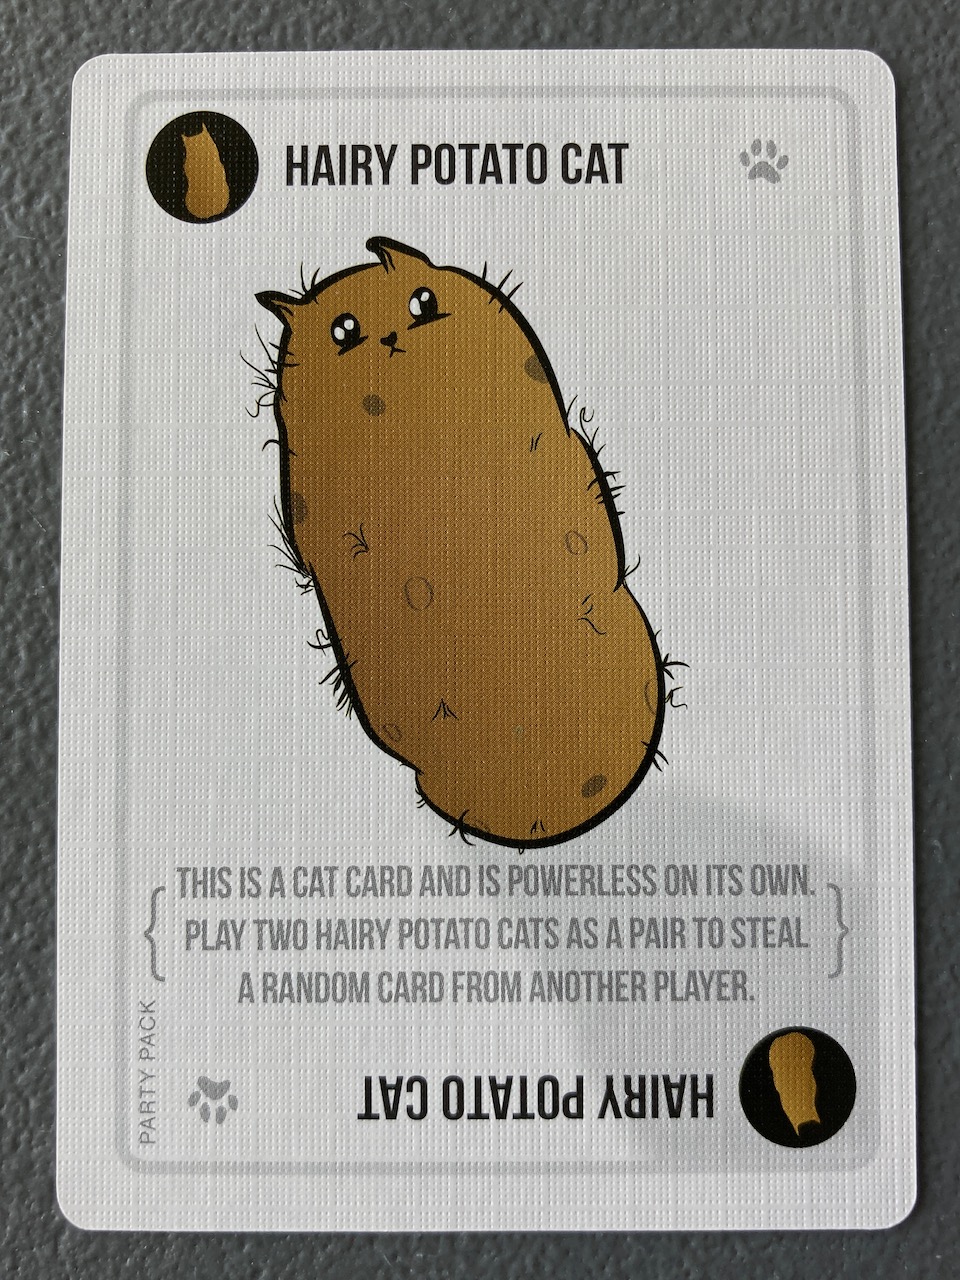 HAIRY POTATO CAT
THIS IS A CAT CARD AND IS POWERLESS ON ITS OWN.
PLAY TWO HAIRY POTATO CATS AS A PAIR TO STEAL
A RANDOM CARD FROM ANOTHER PLAYER.
PARTY PACK
HAIRY POTATO CAT